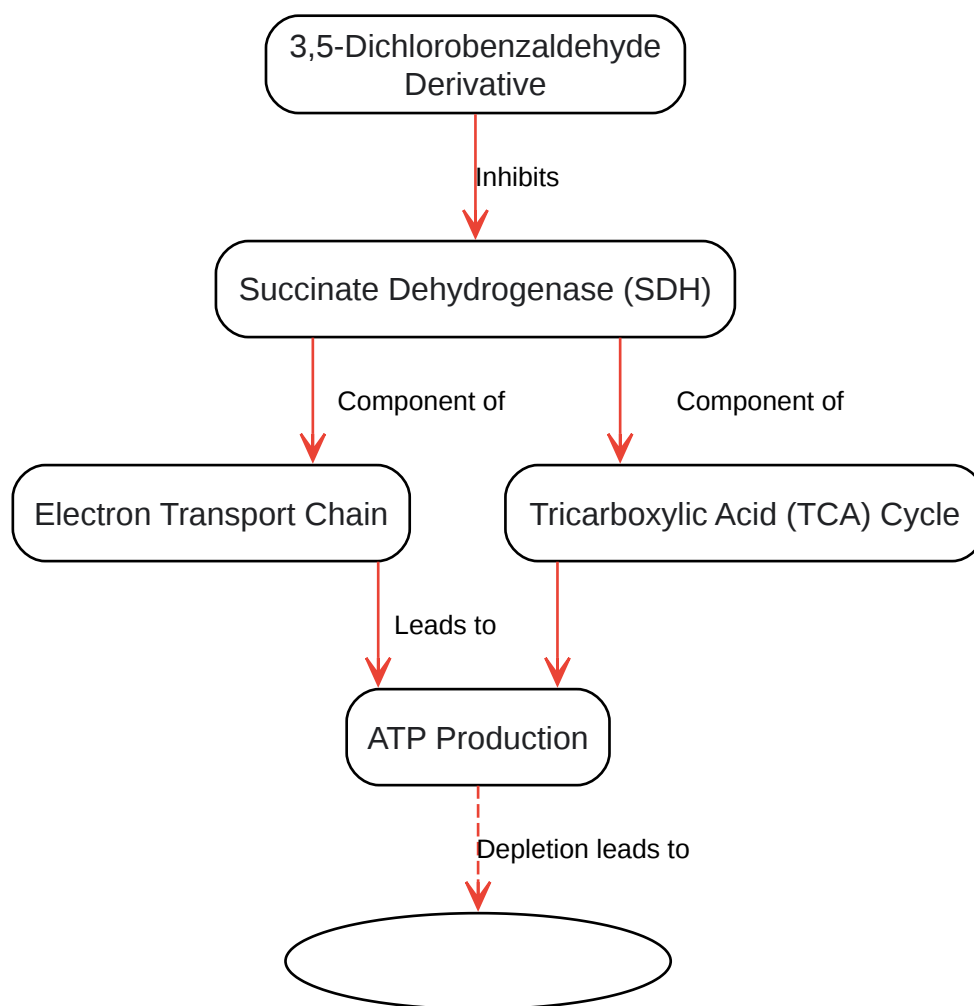 3,5-Dichlorobenzaldehyde
Derivative
Inhibits
Succinate Dehydrogenase (SDH)
Component of
Component of
Electron Transport Chain
Tricarboxylic Acid (TCA) Cycle
Leads to
ATP Production
Depletion leads to